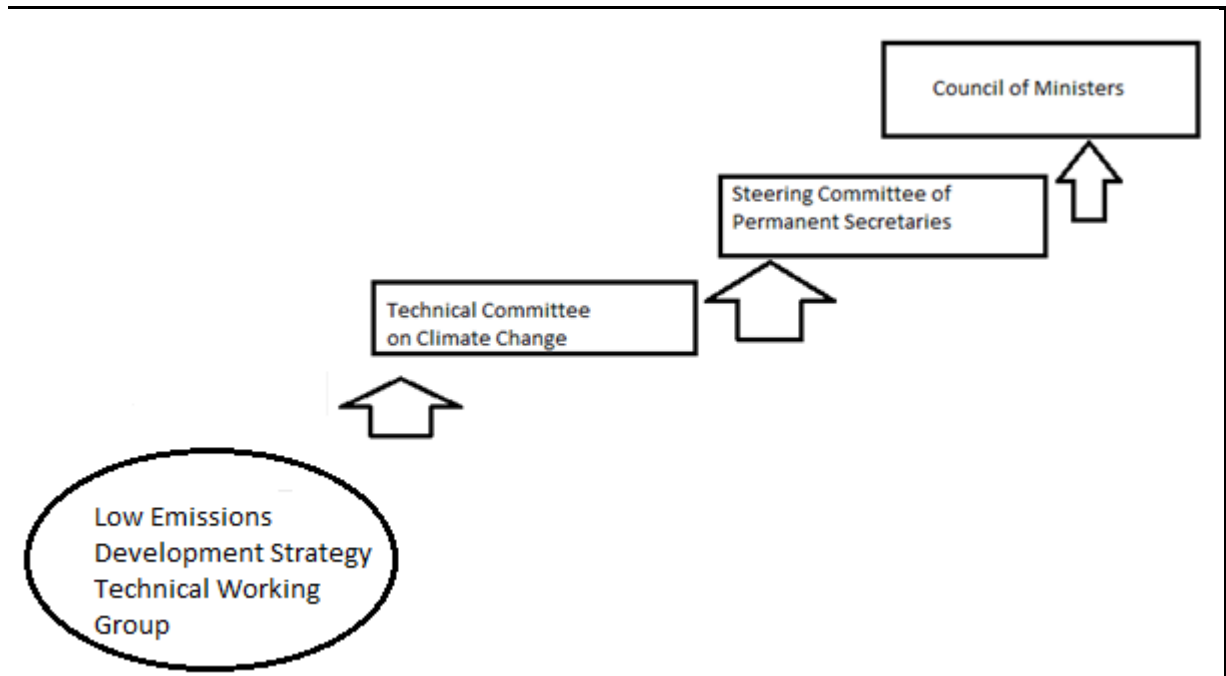 Council of Ministers
Steering Committee of
Permanent Secretaries
Technical Committee
on Climate Change
Low Emissions
Development Strategy
Technical Working
Group